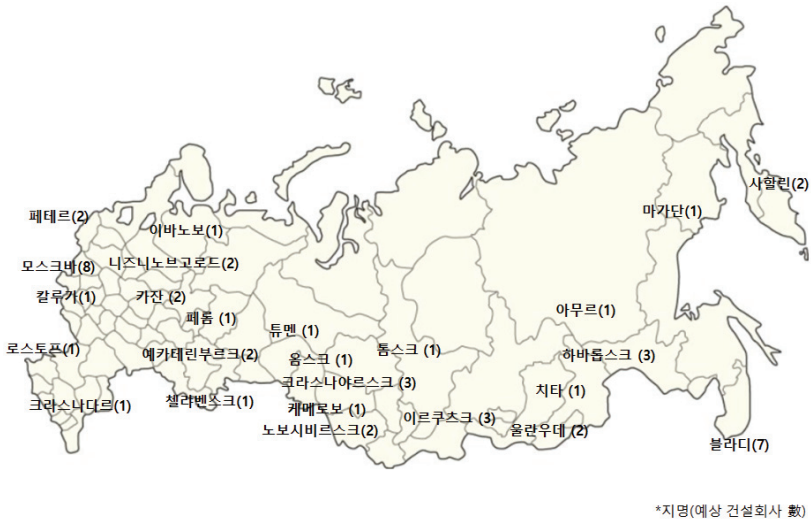 사할린(2)
마가단(1)
페테르(2)
이바노보(1)
모스크바(8)
니즈니노브고로드(2)
칼루가(1)
카잔 (2)
아무르(1)
페롬 (1)
튜멘 (1)
로스토프(1)
예카테린부르크(2)
옴스크 (1)
톰스크 (1)
하바롭스크 (3)
코라스나야르스크 (3)
치타 (1)
크라스나다르(1)
첼랴벤스크(1)
케메로보 (1)
이르쿠츠크 (3)
노보시비르스크(2)
울란우데 (2)
블라디(7)
*지명(예상 건설회사 數)